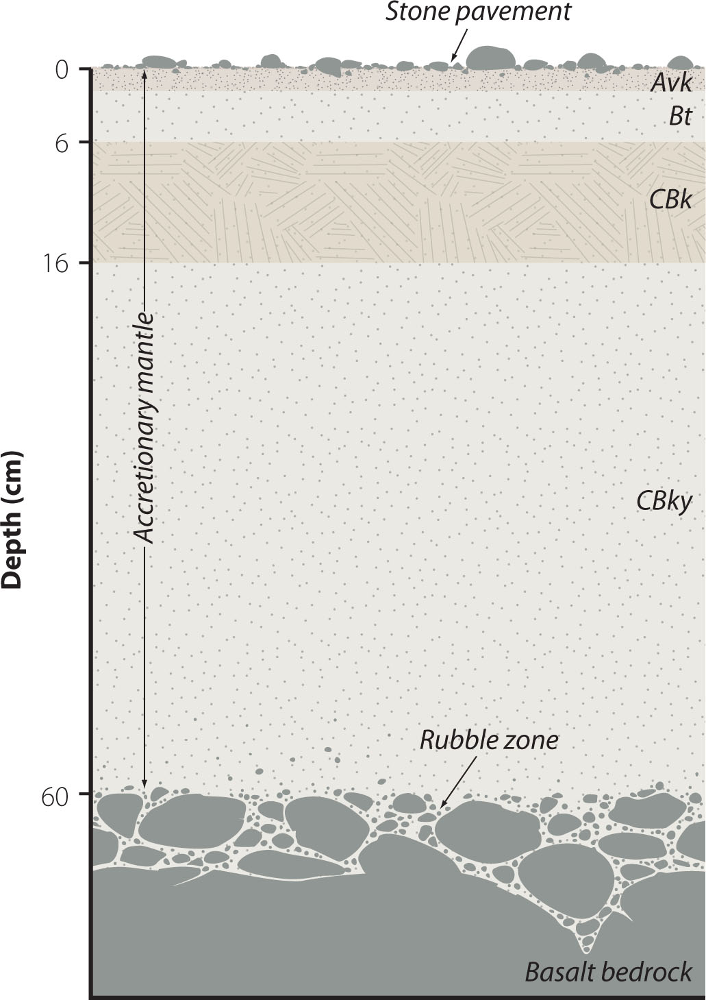 Stone pavement
0
Avk
Bt
6
CBk
16
Accretionary mantle
Depth (cm)
CBky
Rubble zone
60
Basalt bedrock